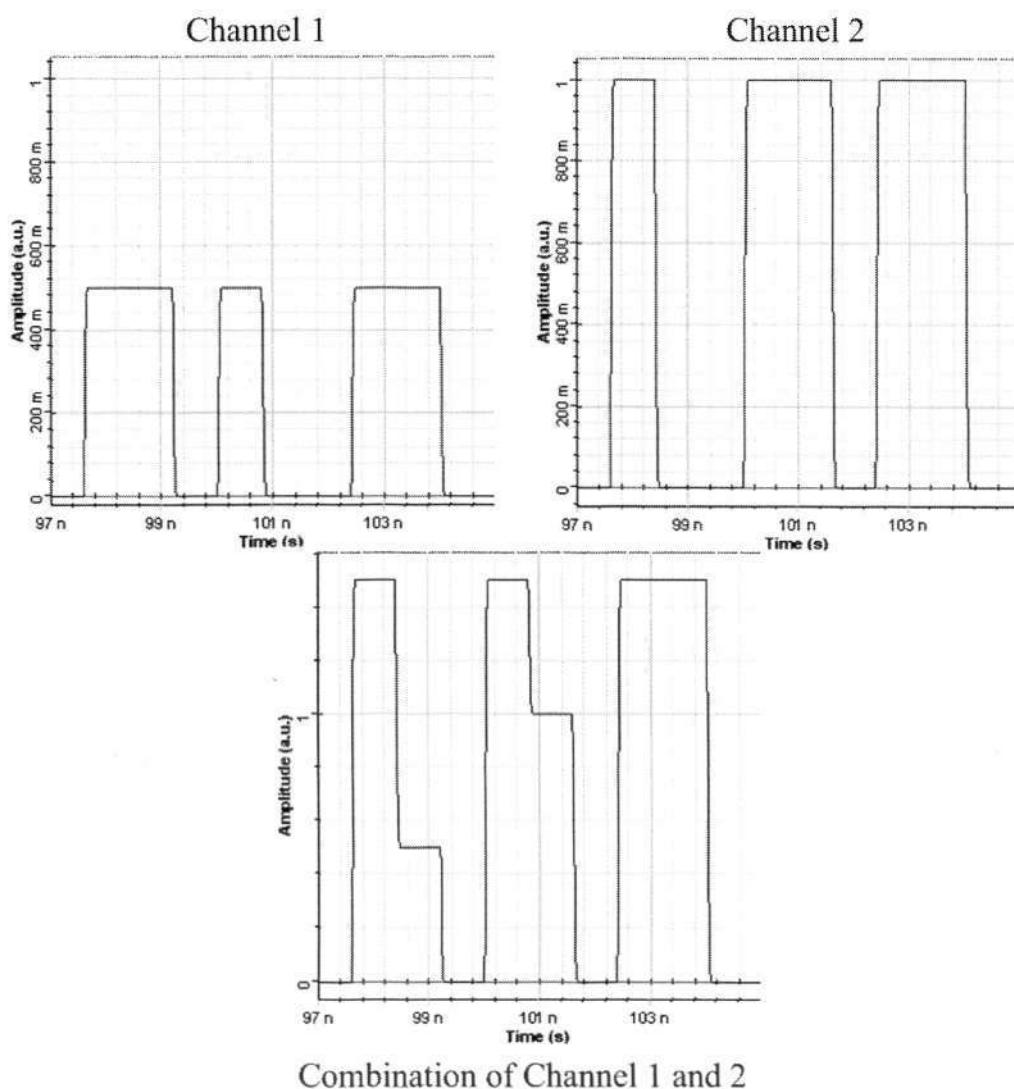 Channel 1
Channel 2
Amplitude (a.u.)
1
800 m
600 m
400 m
200 m
0
97 n 99 n 101 n 103 n
Time (s)
Amplitude (a.u.)
1
800 m
600 m
400 m
200 m
0
97 n 99 n 101 n 103 n
Time (s)
Amplitude (a.u.)
1
0
97 n 99 n 101 n 103 n
Time (s)
Combination of Channel 1 and 2